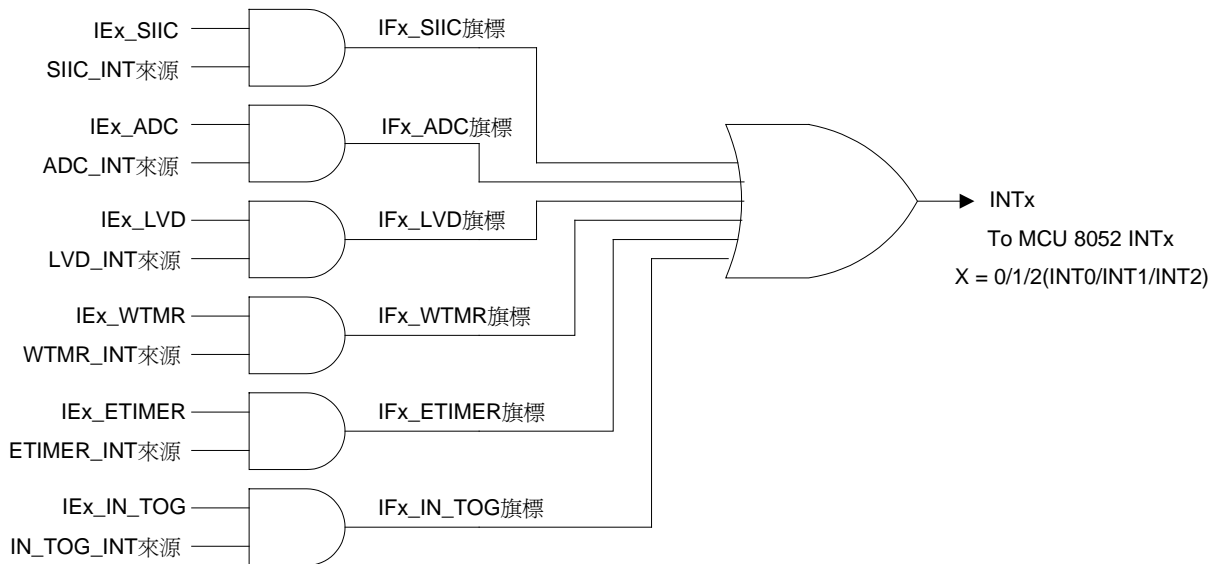 IEx_SIIC
SIIC_INT來源
IFx_SIIC旗標
IEx_ADC
ADC_INT來源
IFx_ADC旗標
IEx_LVD
LVD_INT來源
IFx_LVD旗標
IEx_WTMR
WTMR_INT來源
IFx_WTMR旗標
IEx_ETIMER
ETIMER_INT來源
IFx_ETIMER旗標
IEx_IN_TOG
IN_TOG_INT來源
IFx_IN_TOG旗標
INTx
To MCU 8052 INTx
X = 0/1/2(INT0/INT1/INT2)